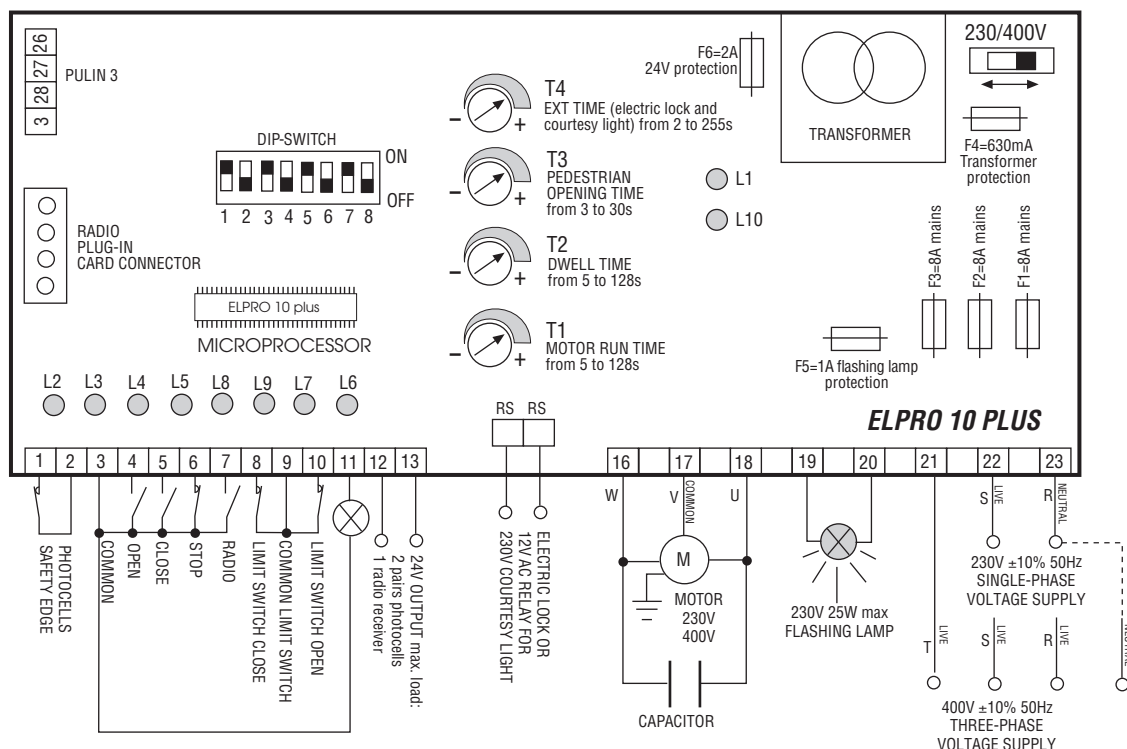 26
27
28
3
PULIN 3
DIP-SWITCH
ON
OFF
1 2 3 4 5 6 7 8
RADIO
PLUG-IN
CARD CONNECTOR
ELPRO 10 plus
MICROPROCESSOR
T4
EXT TIME (electric lock and
courtesy light) from 2 to 255s
- +
T3
PEDESTRIAN
OPENING TIME
from 3 to 30s
- +
T2
DWELL TIME
from 5 to 128s
- +
T1
MOTOR RUN TIME
from 5 to 128s
- +
F6=2A
24V protection
TRANSFORMER
230/400V
F4=630mA
Transformer
protection
L1
L10
F3=8A mains
F2=8A mains
F1=8A mains
F5=1A flashing lamp
protection
ELPRO 10 PLUS
L2 L3 L4 L5 L8 L9 L7 L6
RS RS
1 2 3 4 5 6 7 8 9 10 11 12 13
16 17 18 19 20 21 22 23
PHOTOCELLS
SAFETY EDGE
COMMON
OPEN
CLOSE
STOP
RADIO
LIMIT SWITCH CLOSE
COMMON LIMIT SWITCH
LIMIT SWITCH OPEN
24V OUTPUT max. load:
2 pairs photocells
1 radio receiver
ELECTRIC LOCK OR
12V AC RELAY FOR
230V COURTESY LIGHT
W
V
COMMON
U
M
MOTOR
230V
400V
CAPACITOR
230V 25W max
FLASHING LAMP
S
LIVE
R
NEUTRAL
230V ±10% 50Hz
SINGLE-PHASE
VOLTAGE SUPPLY
T
LIVE
S
LIVE
R
LIVE
NEUTRAL
400V ±10% 50Hz
THREE-PHASE
VOLTAGE SUPPLY